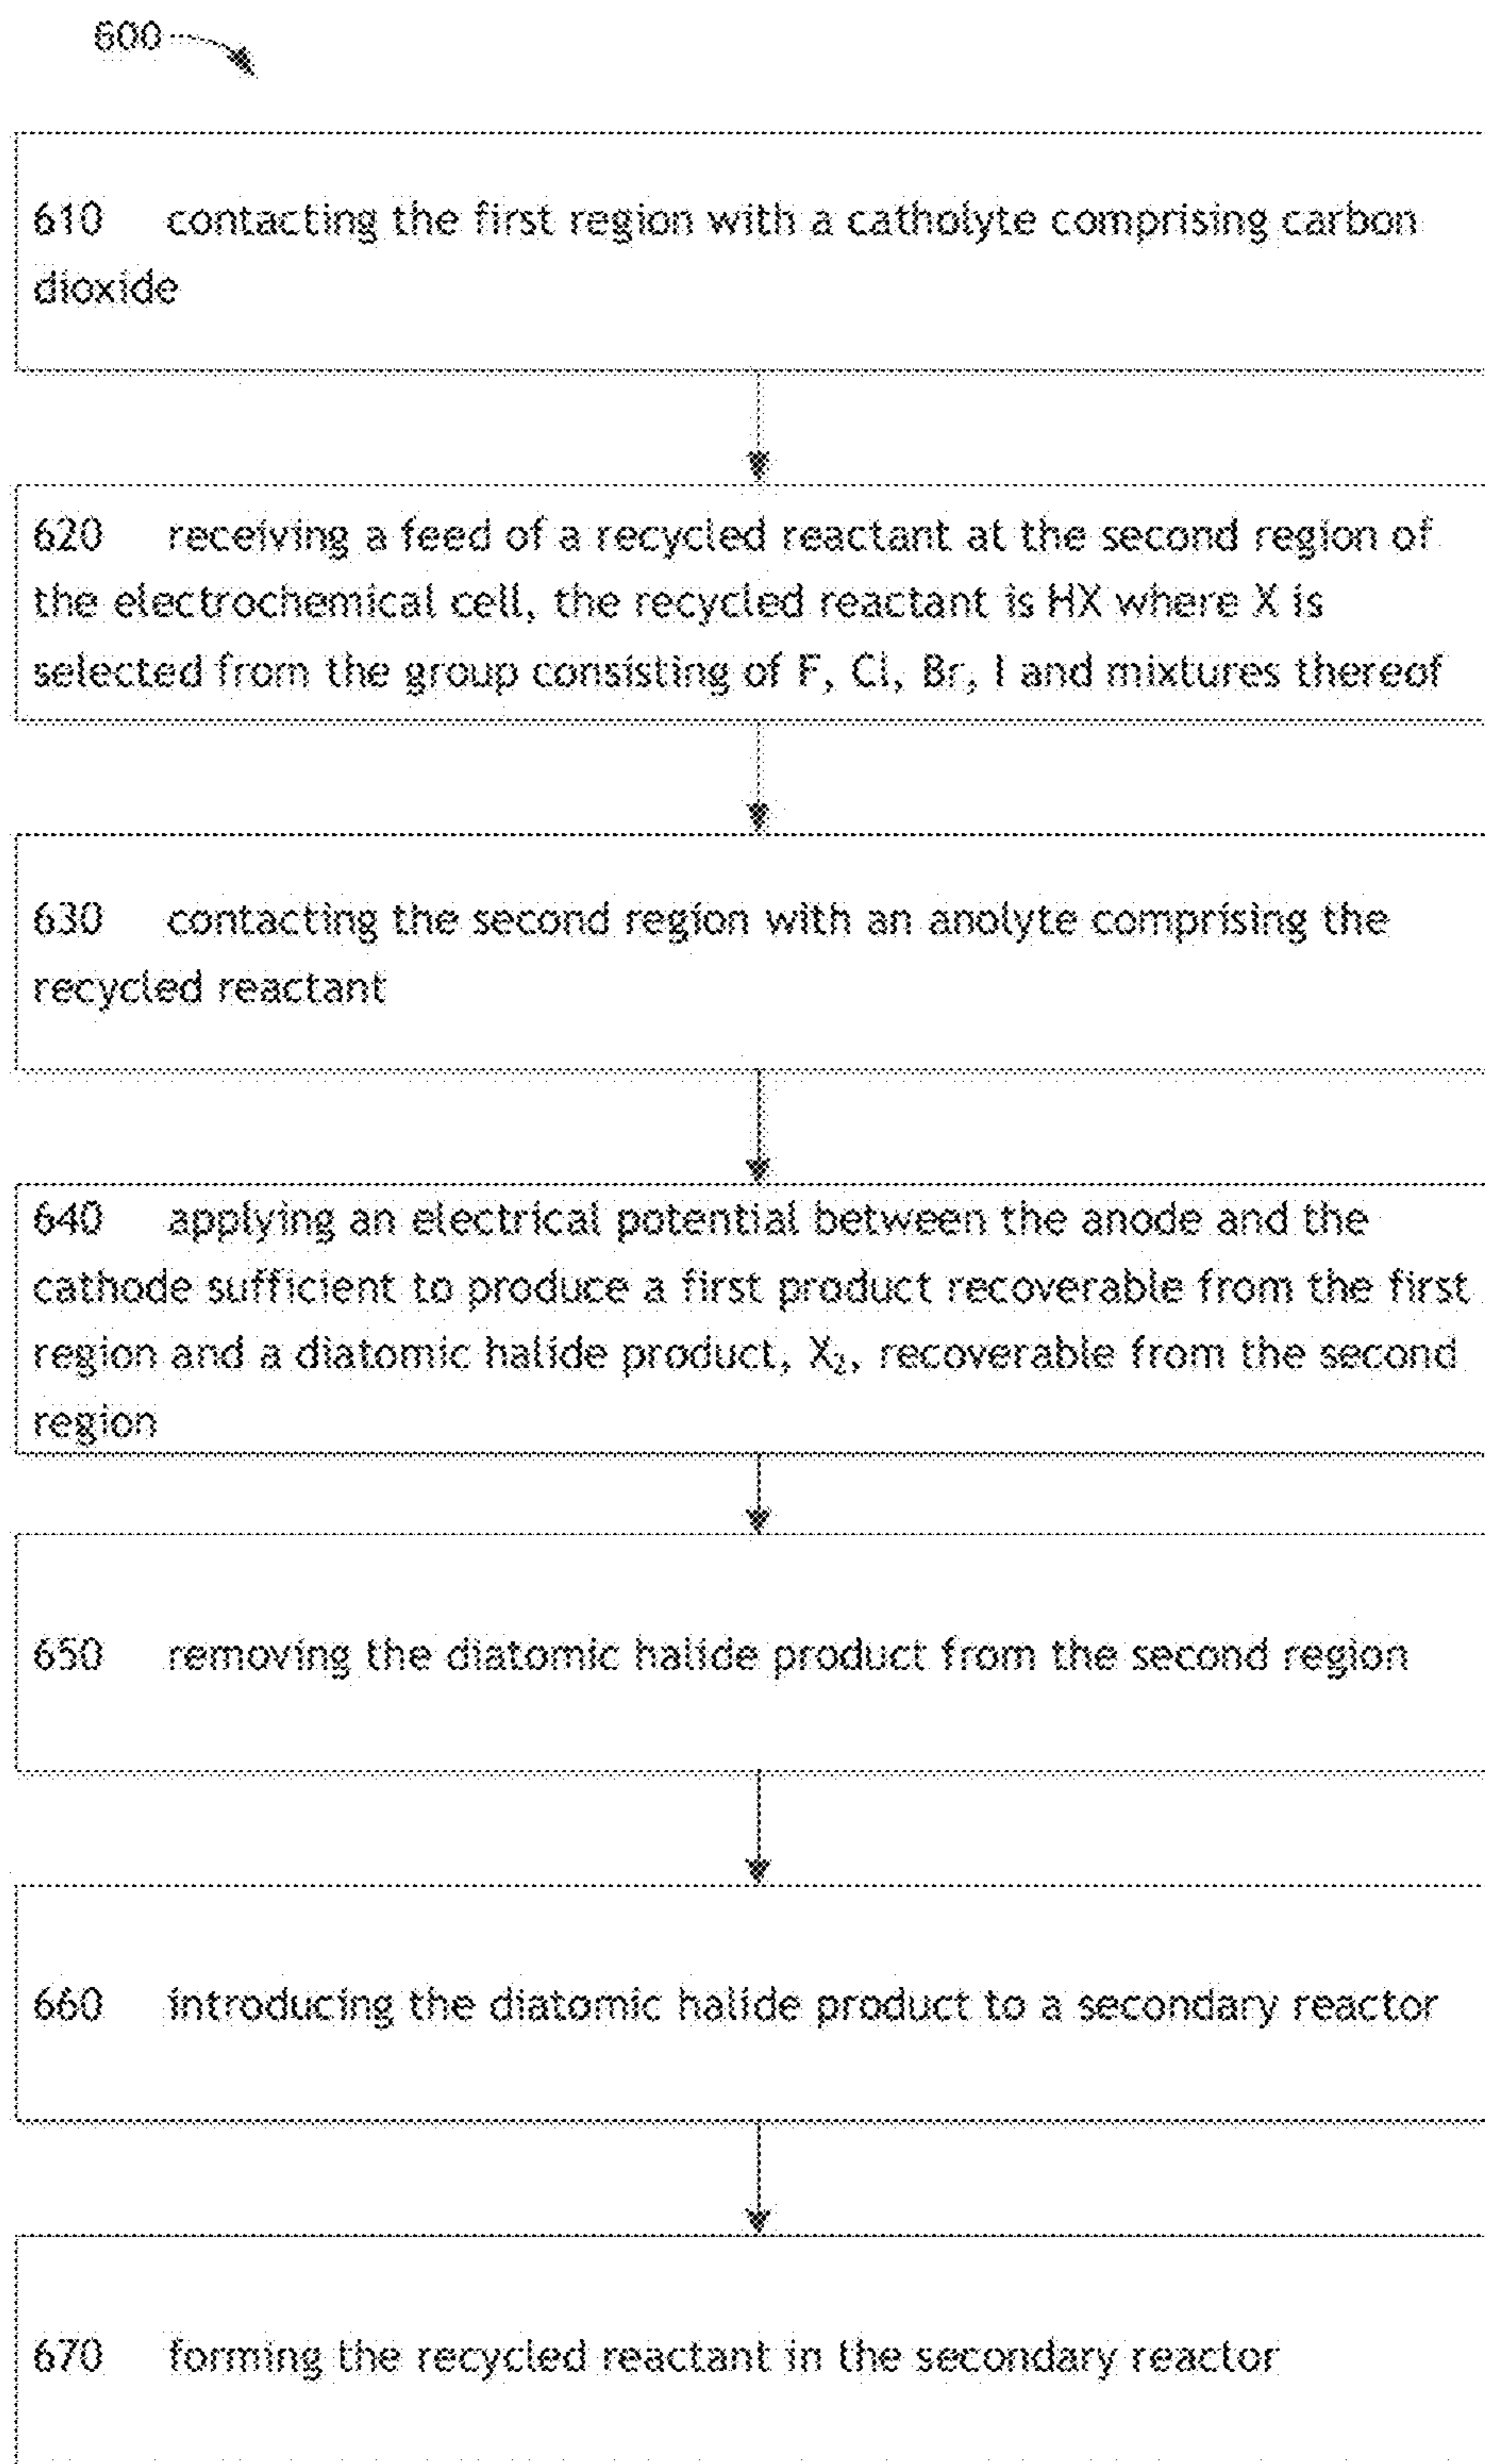 600
610 contacting the first region with a catholyte comprising carbon
dioxide
620 receiving a feed of a recycled reactant at the second region of
the electrochemical cell, the recycled reactant is HX where X is
selected from the group consisting of F, Cl, Br, I and mixtures thereof
630 contacting the second region with an anolyte comprising the
recycled reactant
640 applying an electrical potential between the anode and the
cathode sufficient to produce a first product recoverable from the first
region and a diatomic halide product, X₂, recoverable from the second
region
650 removing the diatomic halide product from the second region
660 introducing the diatomic halide product to a secondary reactor
670 forming the recycled reactant in the secondary reactor